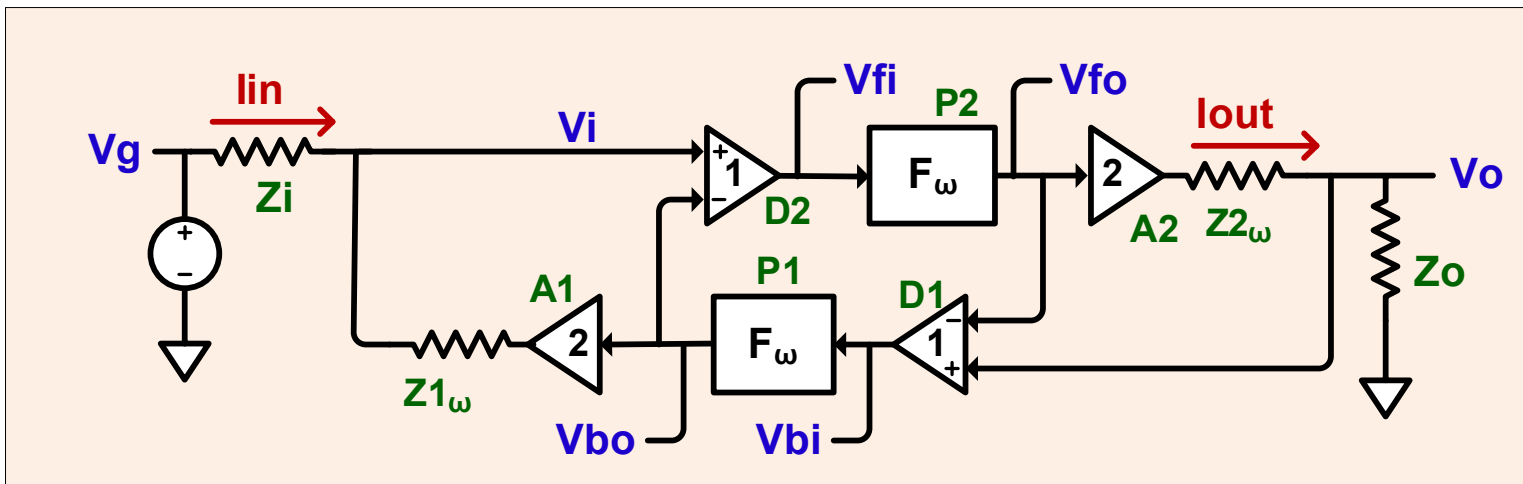 Vfi
Vfo
P2
Iin
Iout
Vg
Vi
+
1
−
Fω
2
Vo
Zi
D2
A2
Z2ω
+
−
P1
Zo
A1
D1
−
2
Fω
1
+
Z1ω
Vbo
Vbi